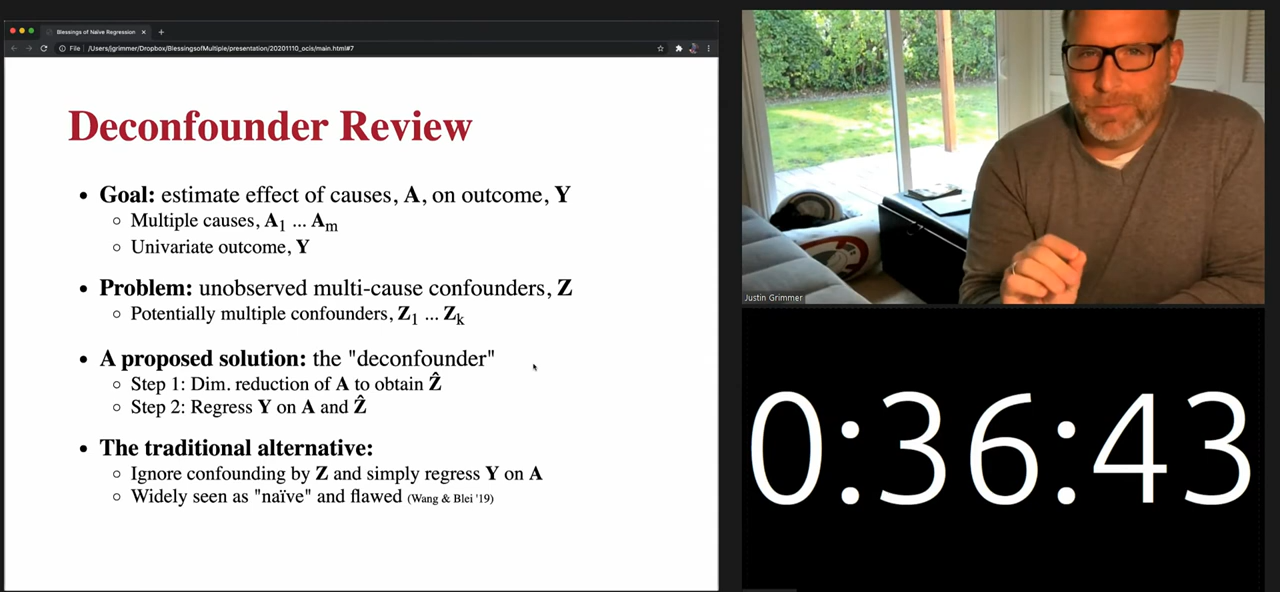 Blessings of Naïve Regression
File | /Users/jgrimmer/Dropbox/BlessingsofMultiple/presentation/20201110_ocis/main.html#7
Deconfounder Review
• Goal: estimate effect of causes, A, on outcome, Y
○ Multiple causes, A₁ ... Aₘ
○ Univariate outcome, Y
• Problem: unobserved multi-cause confounders, Z
○ Potentially multiple confounders, Z₁ ... Zₖ
• A proposed solution: the "deconfounder"
○ Step 1: Dim. reduction of A to obtain Ẑ
○ Step 2: Regress Y on A and Ẑ
• The traditional alternative:
○ Ignore confounding by Z and simply regress Y on A
○ Widely seen as "naïve" and flawed (Wang & Blei '19)
Justin Grimmer
0:36:43